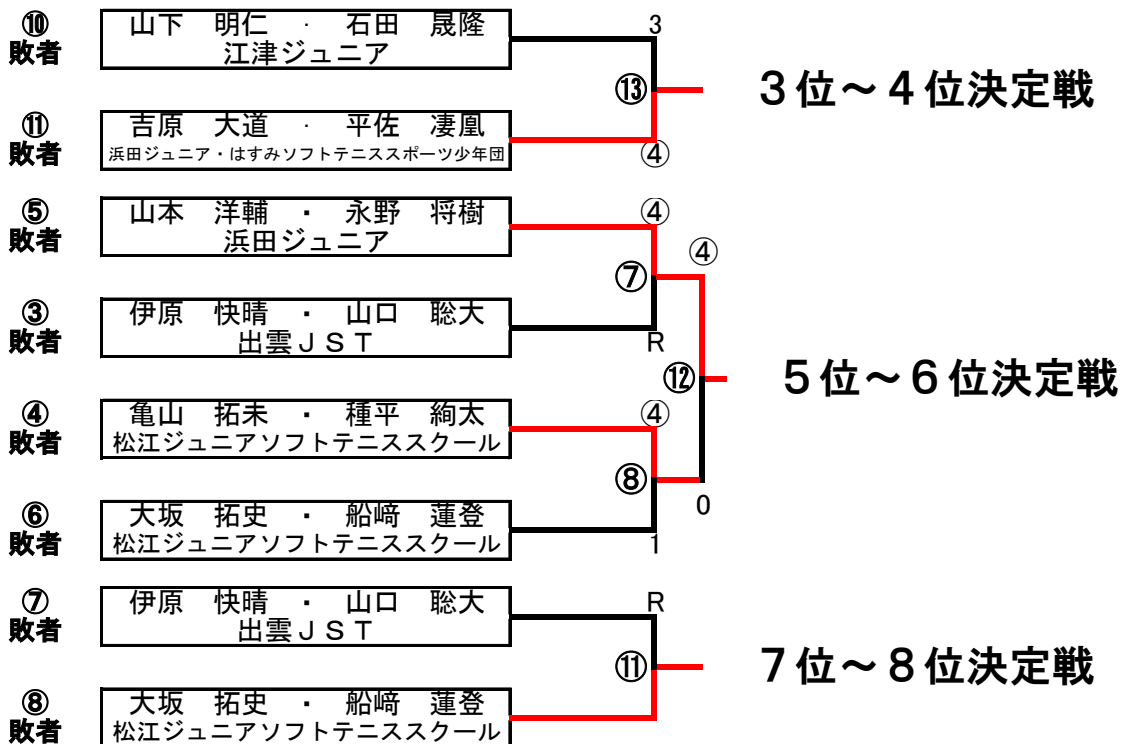 ⑩
敗者
山下　明仁　・　石田　晟隆
江津ジュニア
3
⑬
3位～4位決定戦
⑪
敗者
吉原　大道　・　平佐　凄凰
浜田ジュニア・はすみソフトテニススポーツ少年団
④
⑤
敗者
山本　洋輔　・　永野　将樹
浜田ジュニア
④
④
⑦
③
敗者
伊原　快晴　・　山口　聡大
出雲ＪＳＴ
R
⑫
5位～6位決定戦
④
敗者
亀山　拓未　・　種平　絢太
松江ジュニアソフトテニススクール
④
⑧
0
⑥
敗者
大坂　拓史　・　船﨑　蓮登
松江ジュニアソフトテニススクール
1
⑦
敗者
伊原　快晴　・　山口　聡大
出雲ＪＳＴ
R
⑪
7位～8位決定戦
⑧
敗者
大坂　拓史　・　船﨑　蓮登
松江ジュニアソフトテニススクール